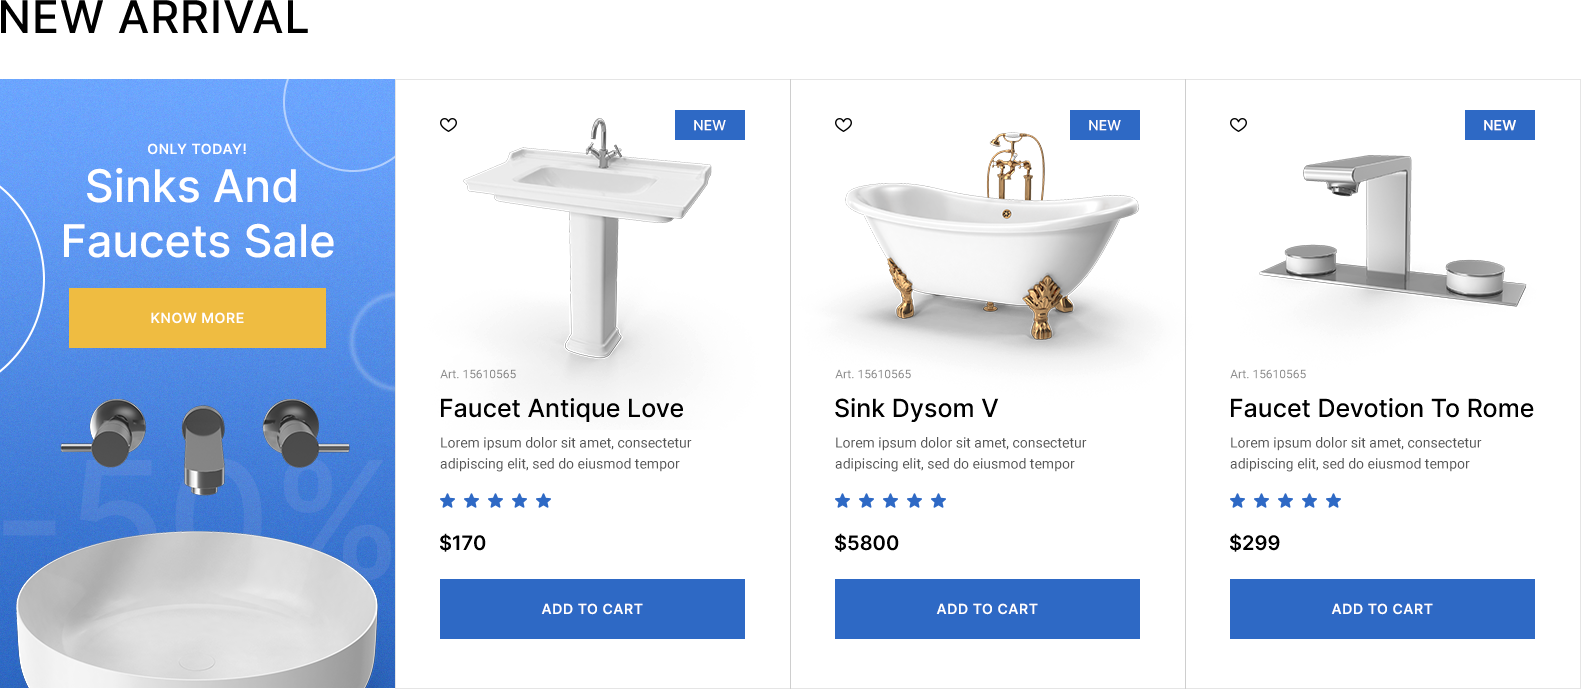 NEW ARRIVAL
ONLY TODAY!
Sinks And
Faucets Sale
KNOW MORE
-50%
NEW
Art. 15610565
Faucet Antique Love
Lorem ipsum dolor sit amet, consectetur
adipiscing elit, sed do eiusmod tempor
$170
ADD TO CART
NEW
Art. 15610565
Sink Dysom V
Lorem ipsum dolor sit amet, consectetur
adipiscing elit, sed do eiusmod tempor
$5800
ADD TO CART
NEW
Art. 15610565
Faucet Devotion To Rome
Lorem ipsum dolor sit amet, consectetur
adipiscing elit, sed do eiusmod tempor
$299
ADD TO CART